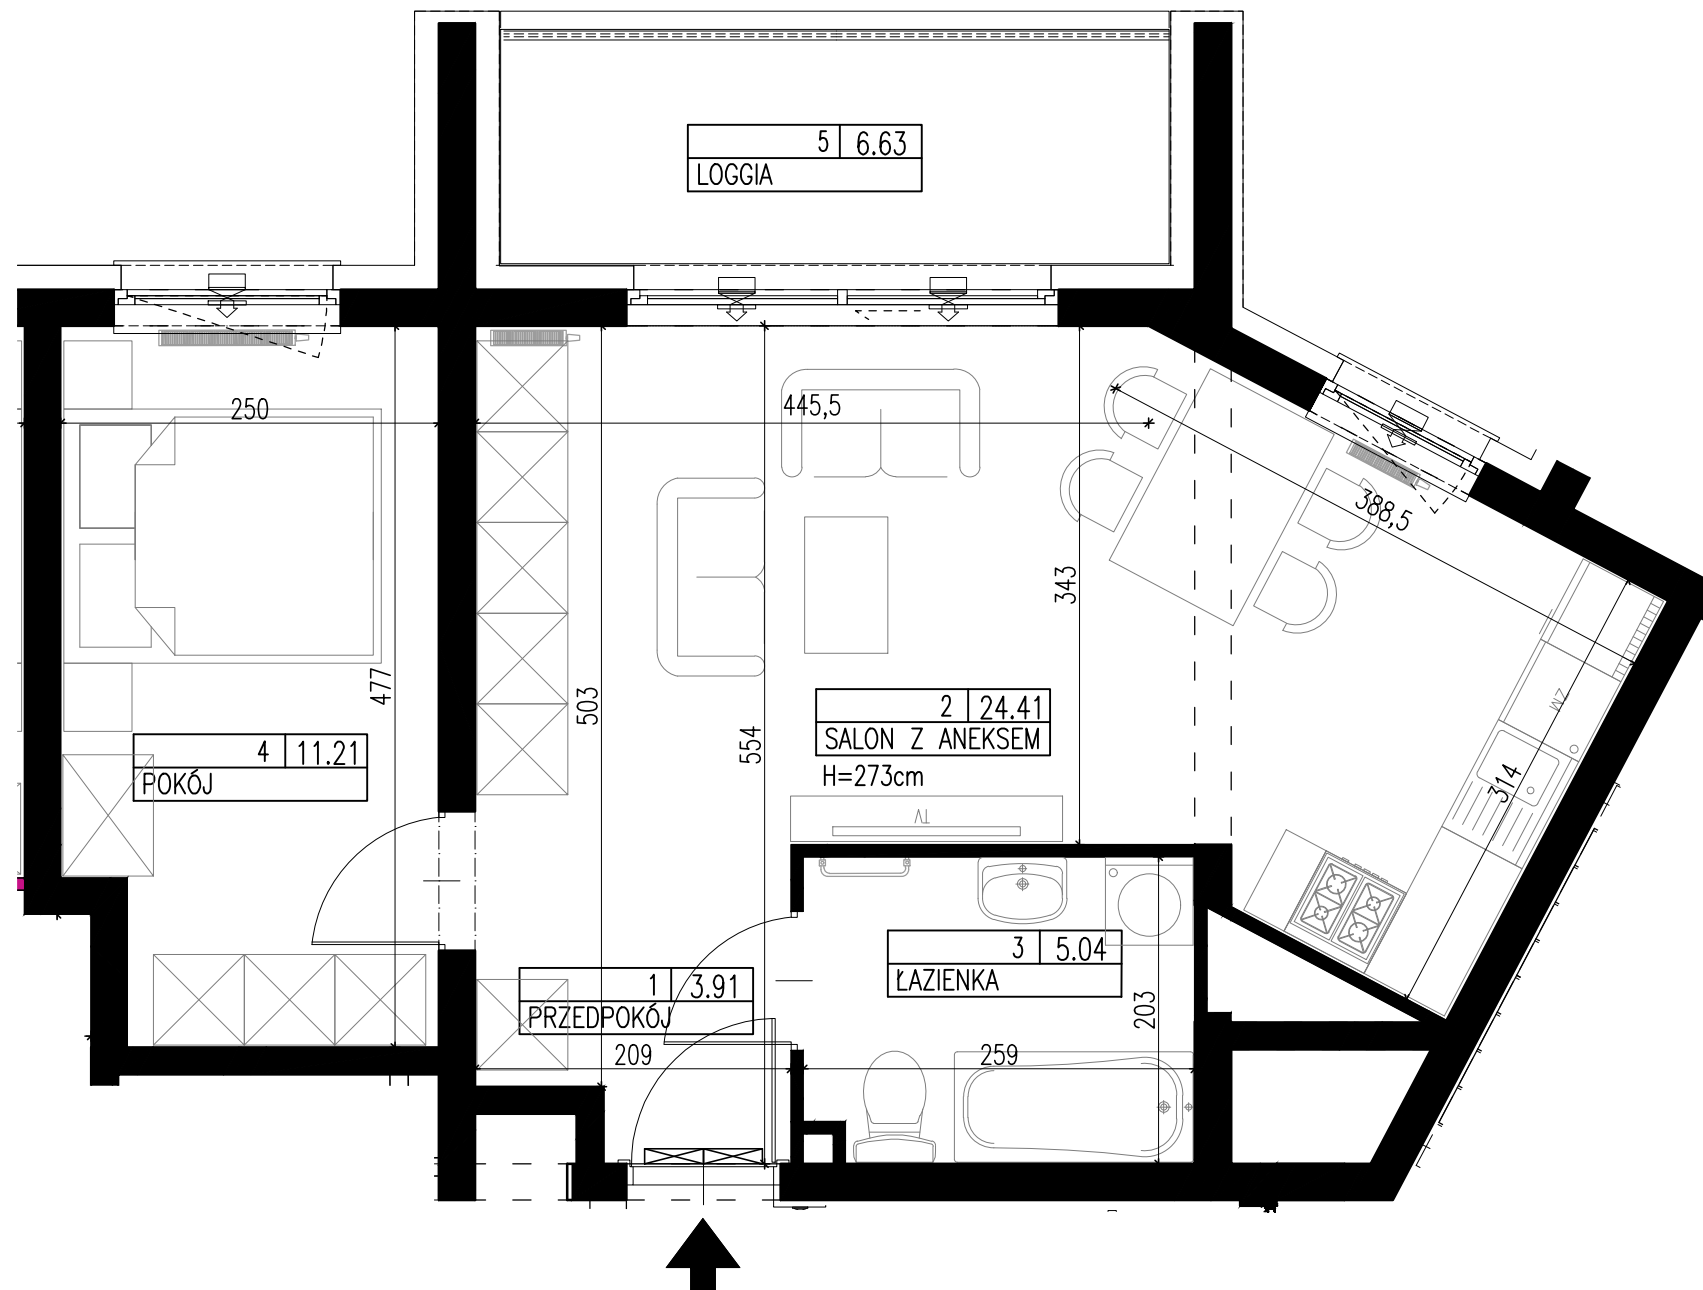 5 6.63
LOGGIA
250
445,5
388,5
343
477
503
554
2 24.41
SALON Z ANEKSEM
H=273cm
4 11.21
POKÓJ
ZM
314
TV
3 5.04
ŁAZIENKA
1 3.91
PRZEDPOKÓJ
203
209
259